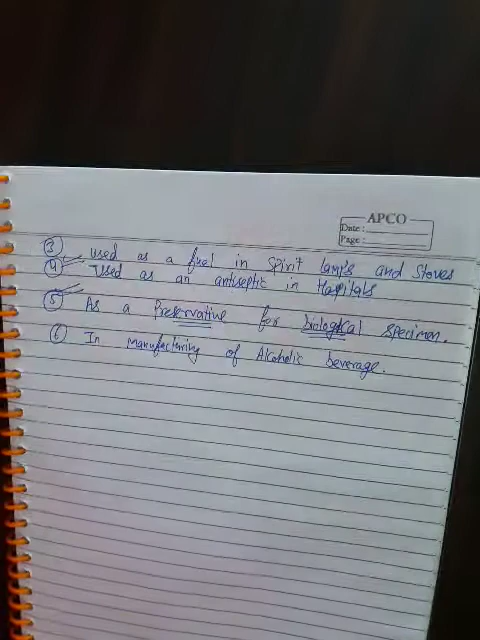 APCO
Date :
Page :
③ used as a fuel in spirit lamps and Stoves
④ Used as an antiseptic in Hospitals
⑤ As a Preservative for biological specimen.
⑥ In manufacturing of Alcoholic beverage.